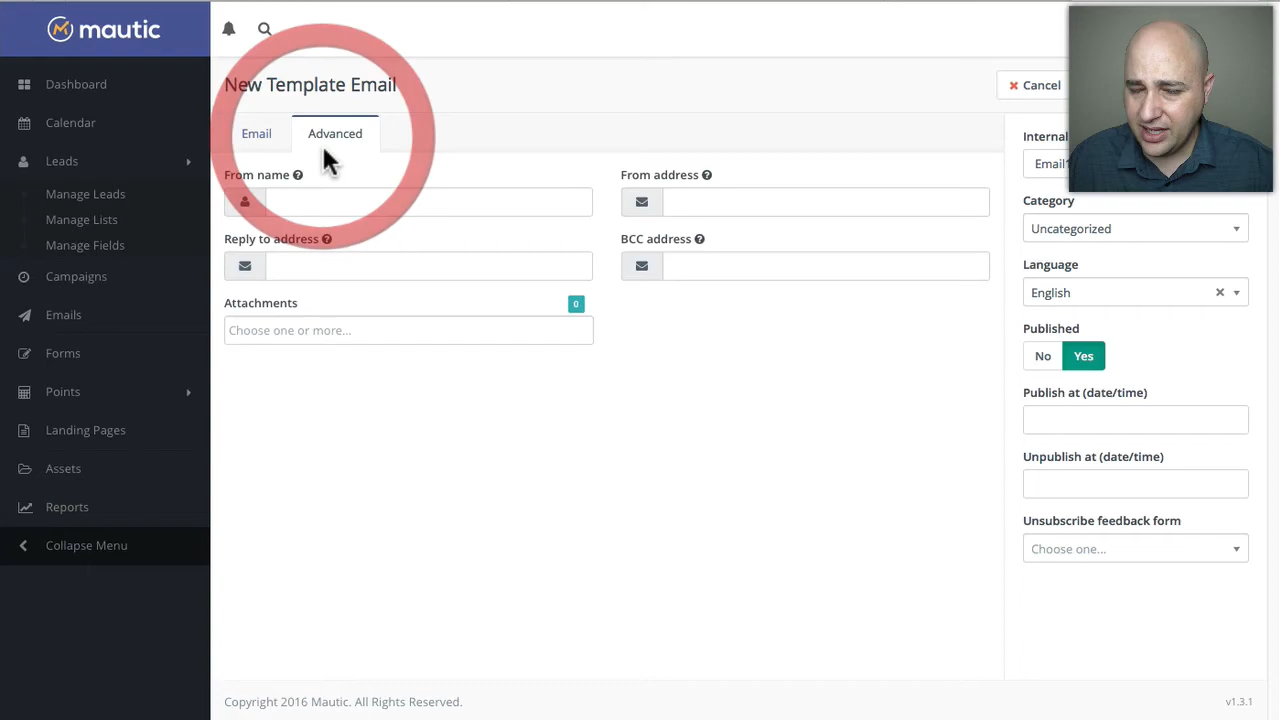 mautic
Dashboard
Calendar
Leads
Manage Leads
Manage Lists
Manage Fields
Campaigns
Emails
Forms
Points
Landing Pages
Assets
Reports
Collapse Menu
New Template Email
Cancel
Email
Advanced
From name
From address
Reply to address
BCC address
Attachments
0
Choose one or more...
Internal
Email
Category
Uncategorized
Language
English
Published
No Yes
Publish at (date/time)
Unpublish at (date/time)
Unsubscribe feedback form
Choose one...
Copyright 2016 Mautic. All Rights Reserved.
v1.3.1